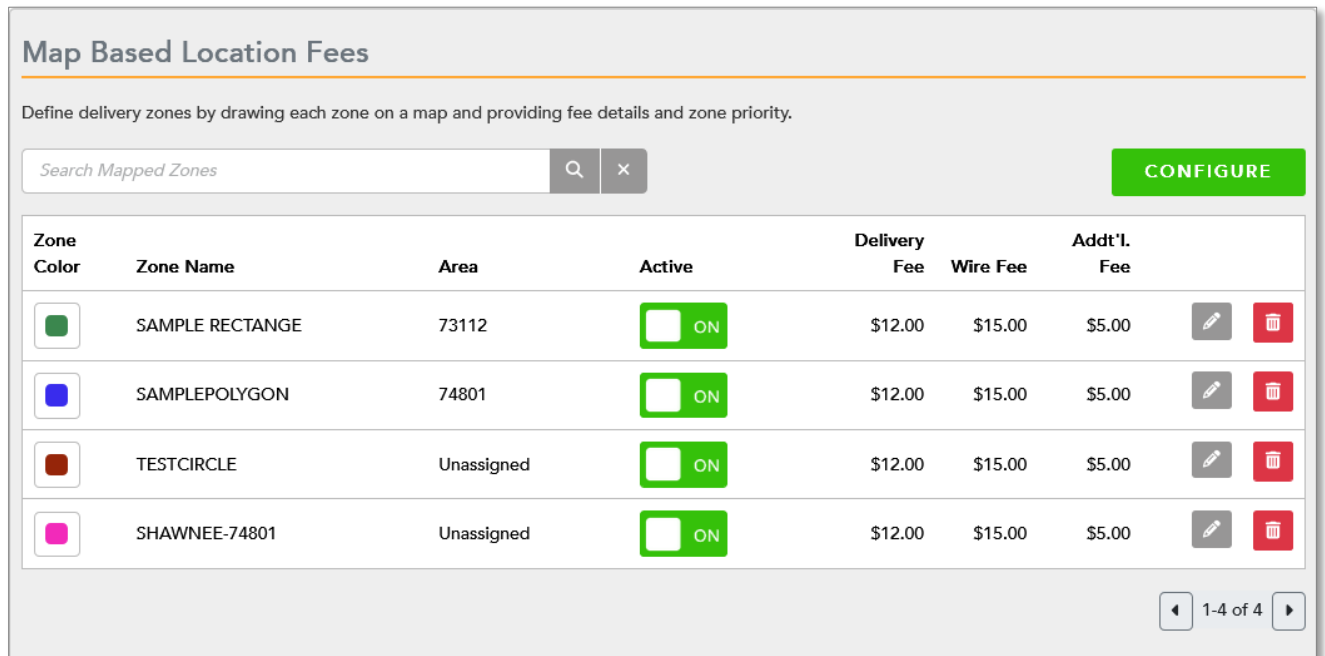 Map Based Location Fees
Define delivery zones by drawing each zone on a map and providing fee details and zone priority.
Search Mapped Zones
CONFIGURE
Zone Color Zone Name Area Active Delivery Fee Wire Fee Addt'l. Fee
SAMPLE RECTANGE 73112 ON $12.00 $15.00 $5.00
SAMPLEPOLYGON 74801 ON $12.00 $15.00 $5.00
TESTCIRCLE Unassigned ON $12.00 $15.00 $5.00
SHAWNEE-74801 Unassigned ON $12.00 $15.00 $5.00
1-4 of 4